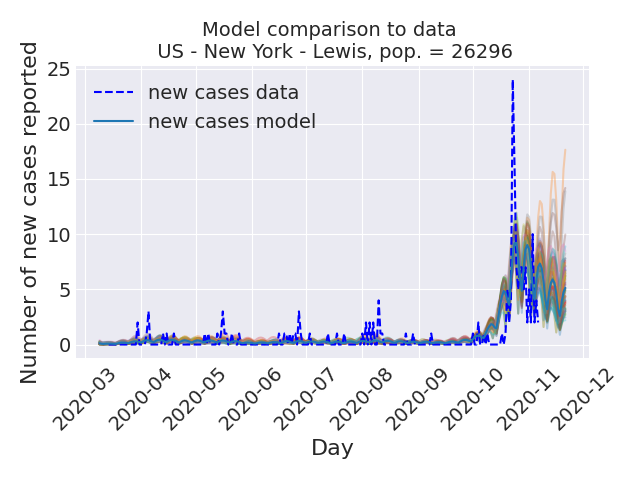 Model comparison to data
US - New York - Lewis, pop. = 26296
new cases data
new cases model
Number of new cases reported
25
20
15
10
5
0
2020-03
2020-04
2020-05
2020-06
2020-07
2020-08
2020-09
2020-10
2020-11
2020-12
Day